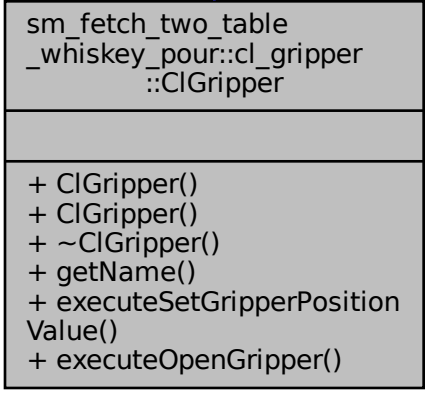 sm_fetch_two_table
_whiskey_pour::cl_gripper
::ClGripper
+ ClGripper()
+ ClGripper()
+ ~ClGripper()
+ getName()
+ executeSetGripperPosition
Value()
+ executeOpenGripper()